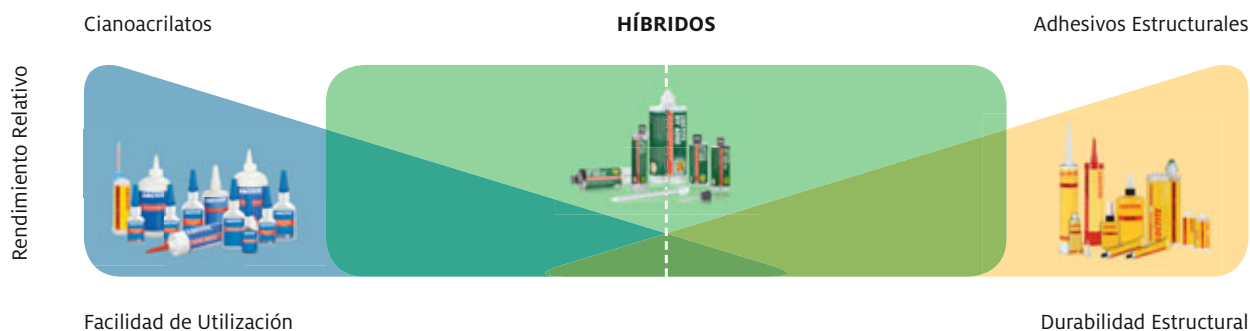 Cianoacrilatos
HÍBRIDOS
Adhesivos Estructurales
Rendimiento Relativo
Facilidad de Utilización
Durabilidad Estructural